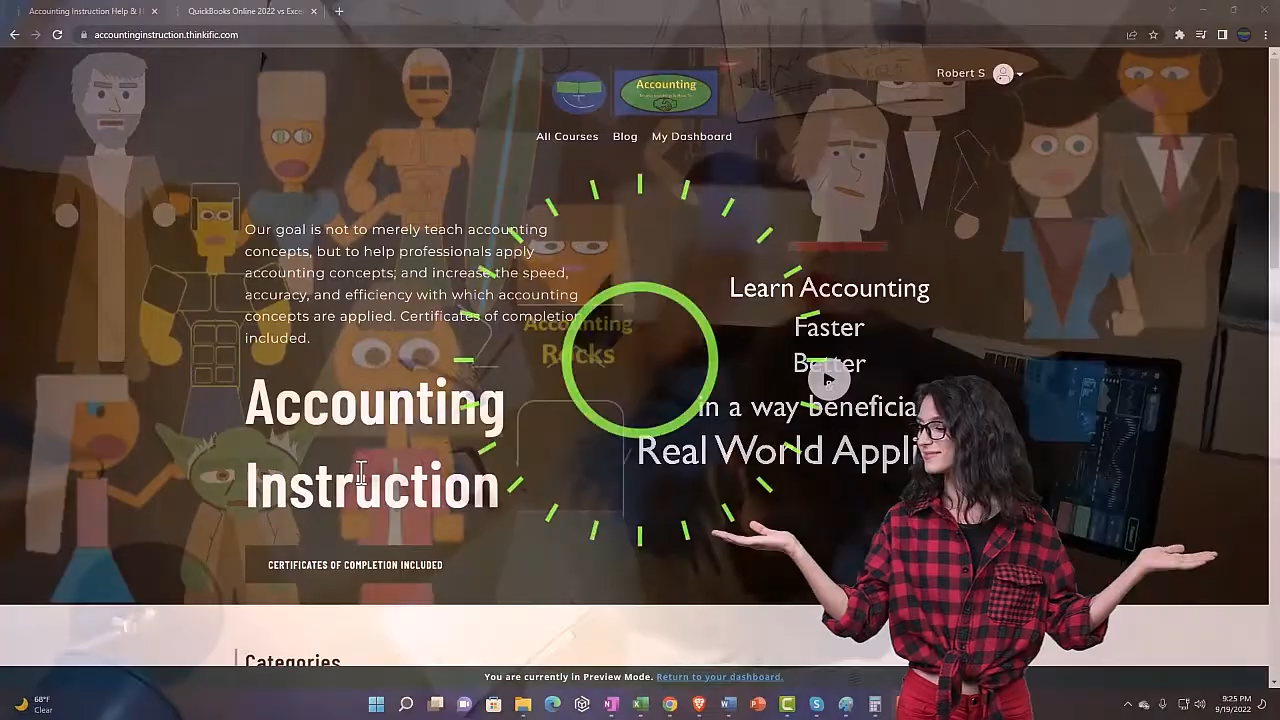 Accounting Instruction Help & H
QuickBooks Online 2022 vs Exce
accountinginstruction.thinkific.com
Robert S
Accounting
All Courses Blog My Dashboard
Our goal is not to merely teach accounting
concepts, but to help professionals apply
accounting concepts; and increase the speed,
accuracy, and efficiency with which accounting
concepts are applied. Certificates of completion
included.
Accounting
Rocks
Learn Accounting
Faster
Better
&
in a way beneficia
Real World Appli
Accounting
Instruction
CERTIFICATES OF COMPLETION INCLUDED
Categories
You are currently in Preview Mode. Return to your dashboard.
68°F
Clear
9:25 PM
9/19/2022